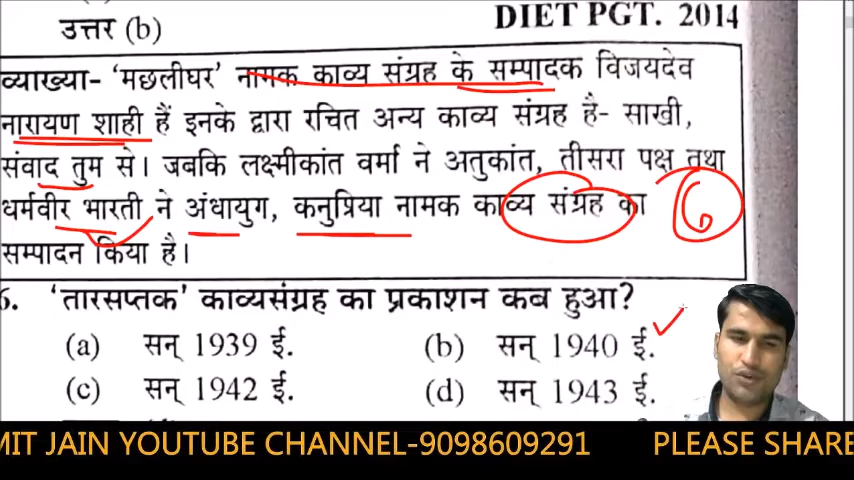 DIET PGT. 2014
उत्तर (b)
व्याख्या- ‘मछलीघर’ नामक काव्य संग्रह के सम्पादक विजयदेव
नारायण शाही हैं इनके द्वारा रचित अन्य काव्य संग्रह है- साखी,
संवाद तुम से। जबकि लक्ष्मीकांत वर्मा ने अतुकांत, तीसरा पक्ष तथा
धर्मवीर भारती ने अंधायुग, कनुप्रिया नामक काव्य संग्रह का
सम्पादन किया है।
6
6. ‘तारसप्तक’ काव्यसंग्रह का प्रकाशन कब हुआ?
(a) सन् 1939 ई. (b) सन् 1940 ई.
(c) सन् 1942 ई. (d) सन् 1943 ई.
MIT JAIN YOUTUBE CHANNEL-9098609291 PLEASE SHARE